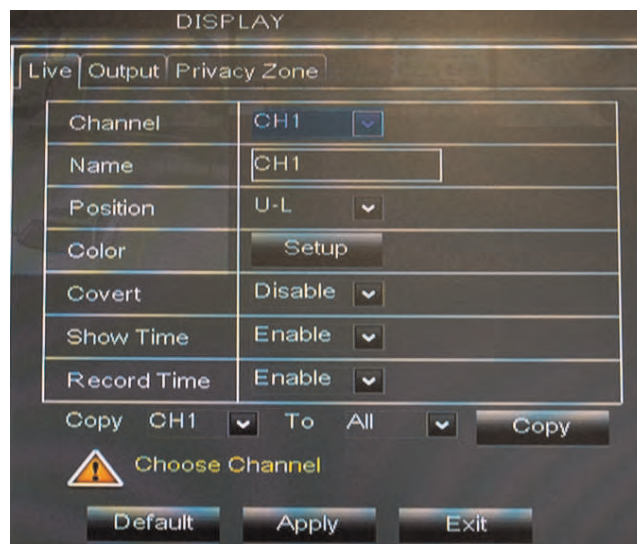 DISPLAY
Live Output Privacy Zone
Channel CH1
Name CH1
Position U-L
Color Setup
Covert Disable
Show Time Enable
Record Time Enable
Copy CH1 To All Copy
Choose Channel
Default Apply Exit